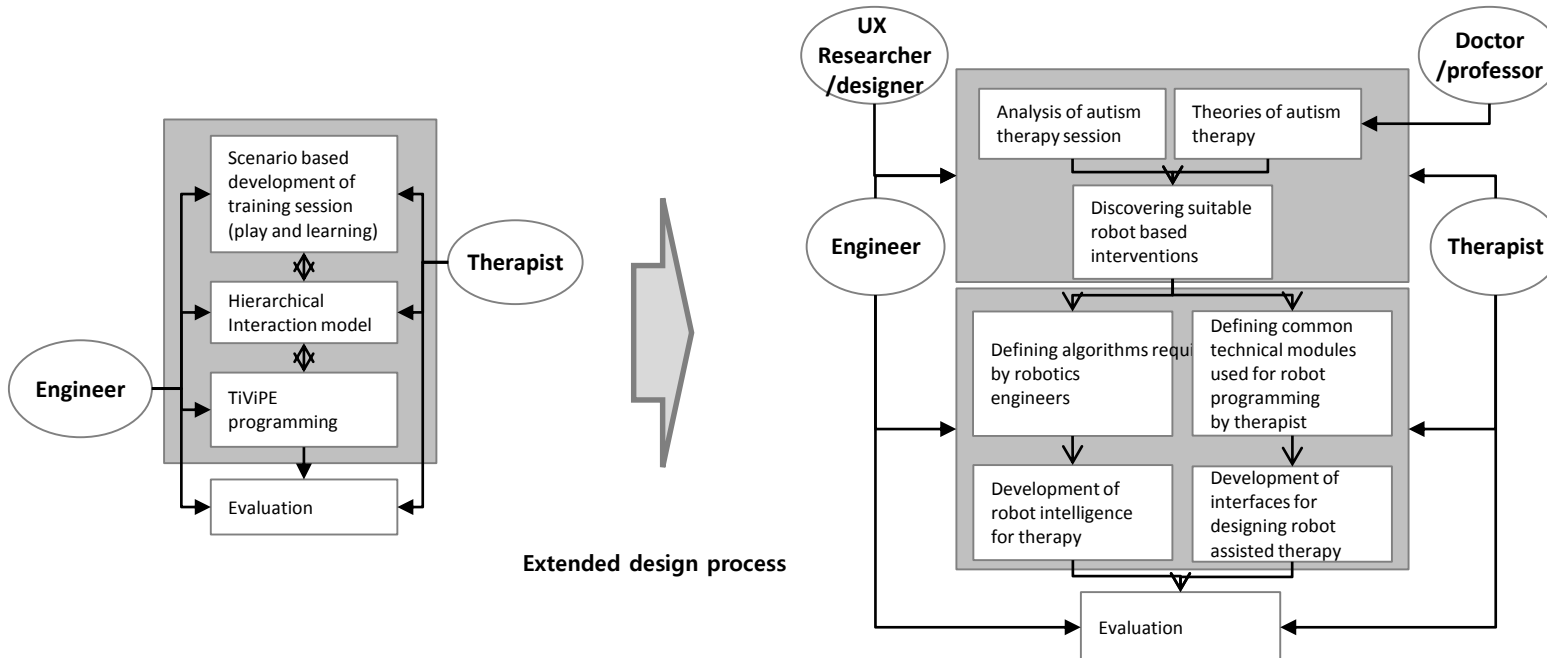 Scenario based
development of
training session
(play and learning)
Hierarchical
Interaction model
TiViPE
programming
Evaluation
Engineer
Therapist
Extended design process
UX
Researcher
/designer
Doctor
/professor
Engineer
Therapist
Analysis of autism
therapy session
Theories of autism
therapy
Discovering suitable
robot based
interventions
Defining algorithms requi
by robotics
engineers
Defining common
technical modules
used for robot
programming
by therapist
Development of
robot intelligence
for therapy
Development of
interfaces for
designing robot
assisted therapy
Evaluation